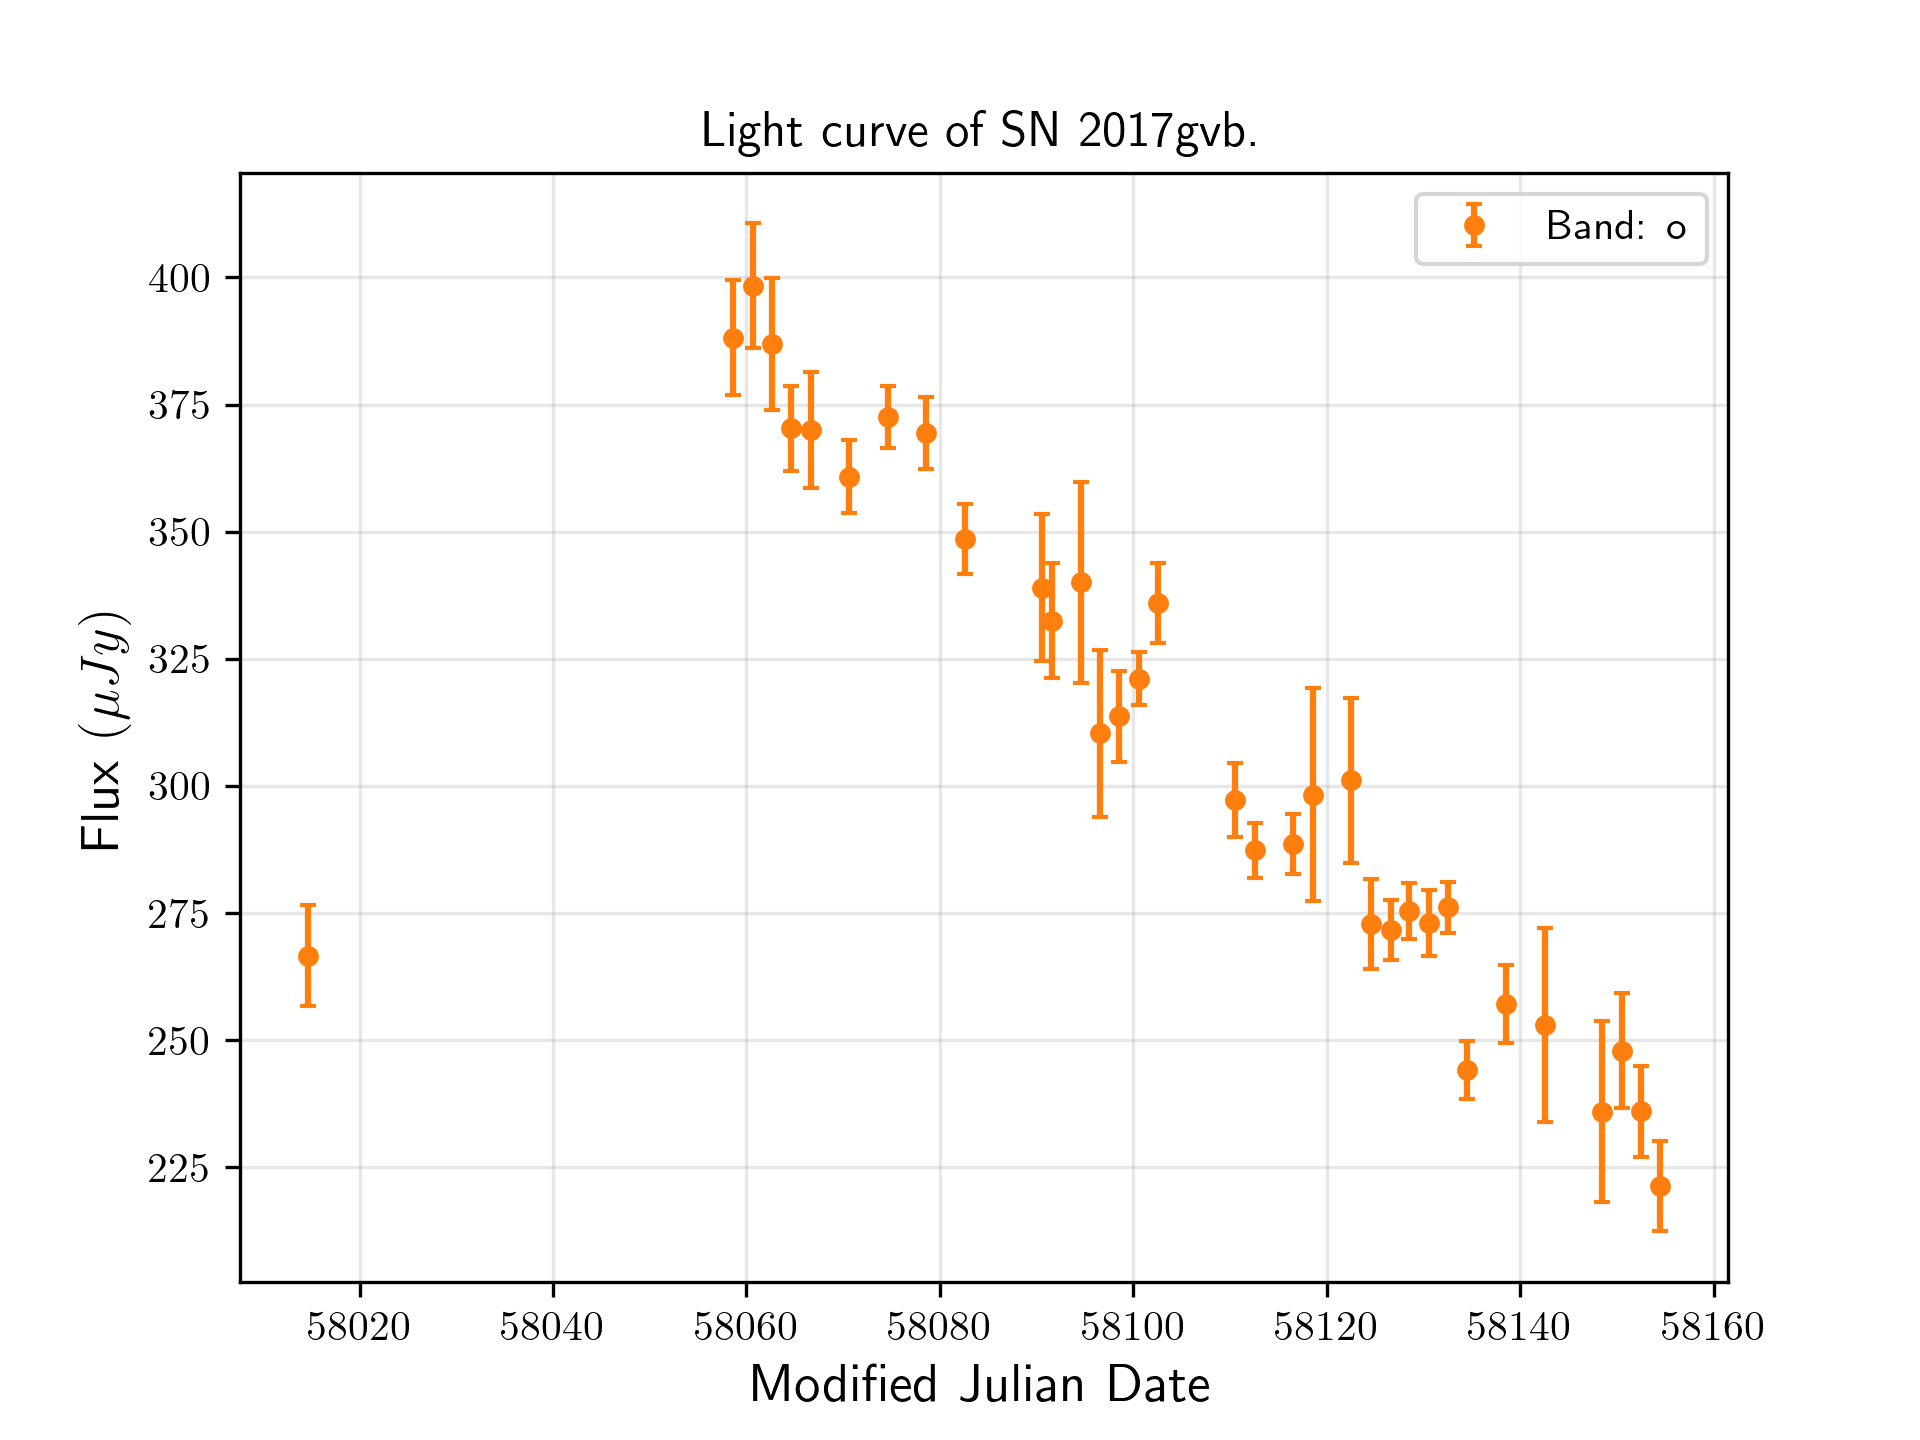 Light curve of SN 2017gvb.
Band: o
400
375
350
325
300
275
250
225
Flux (μJy)
58020 58040 58060 58080 58100 58120 58140 58160
Modified Julian Date